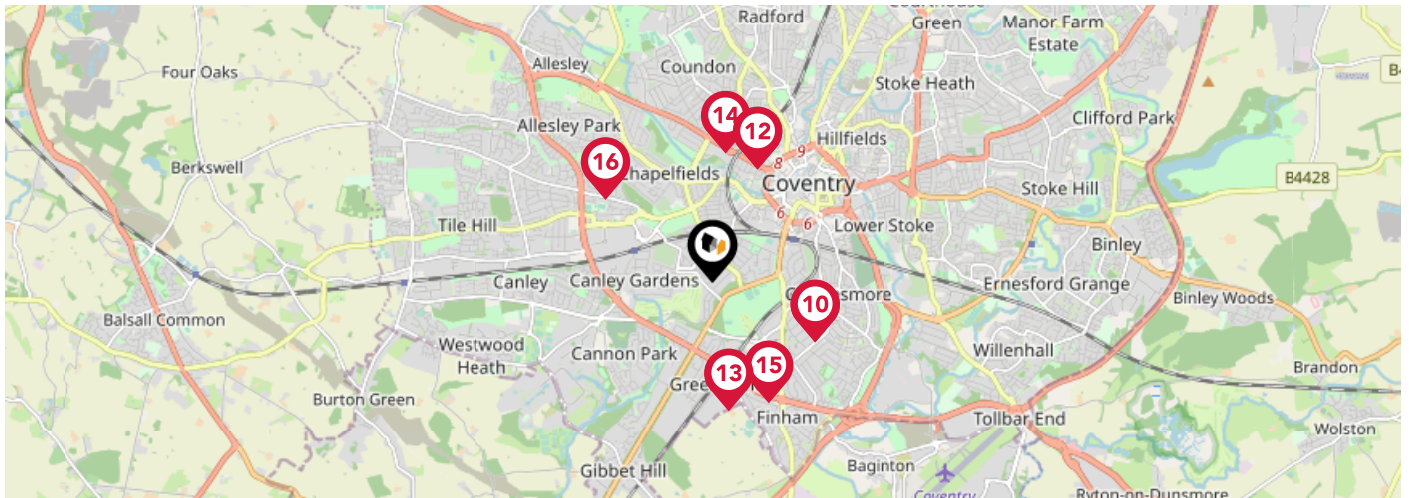 Radford
Green
Manor Farm
Estate
Allesley
Coundon
Four Oaks
Stoke Heath
B4
14
12
Allesley Park
Hillfields
Clifford Park
9
8
16
Berkswell
Chapelfields
Coventry
Stoke Hill
B4428
6
6
Tile Hill
Lower Stoke
Binley
Canley
Canley Gardens
Ernesford Grange
Binley Woods
10
Balsall Common
Westwood
Heath
Cannon Park
Willenhall
13
15
Brandon
Burton Green
Finham
Tollbar End
Wolston
Gibbet Hill
Baginton
Coventry
Ryton-on-Dunsmore